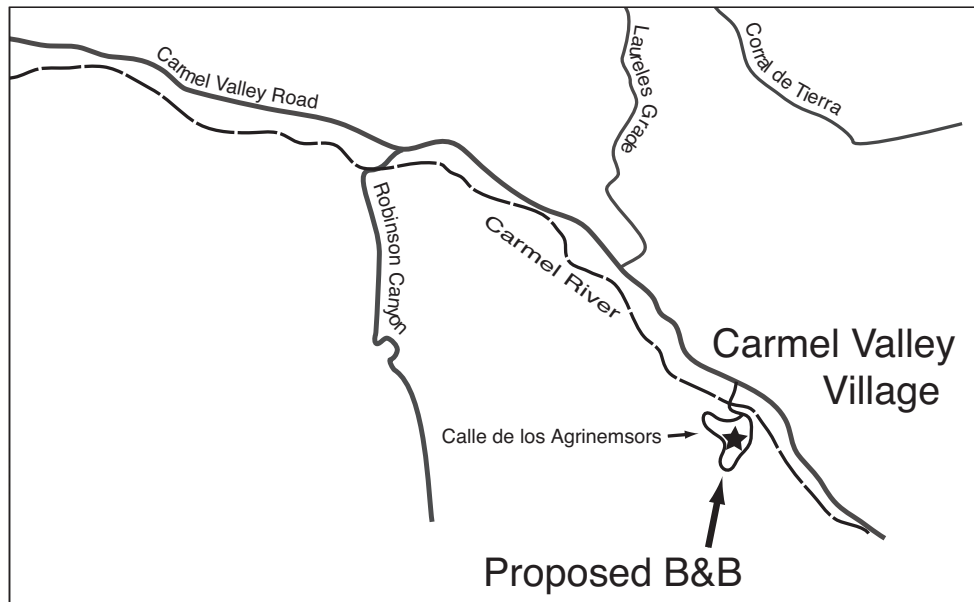 Carmel Valley Road
Laureles Grade
Corral de Tierra
Robinson Canyon
Carmel River
Carmel Valley
Village
Calle de los Agrinemsors
Proposed B&B